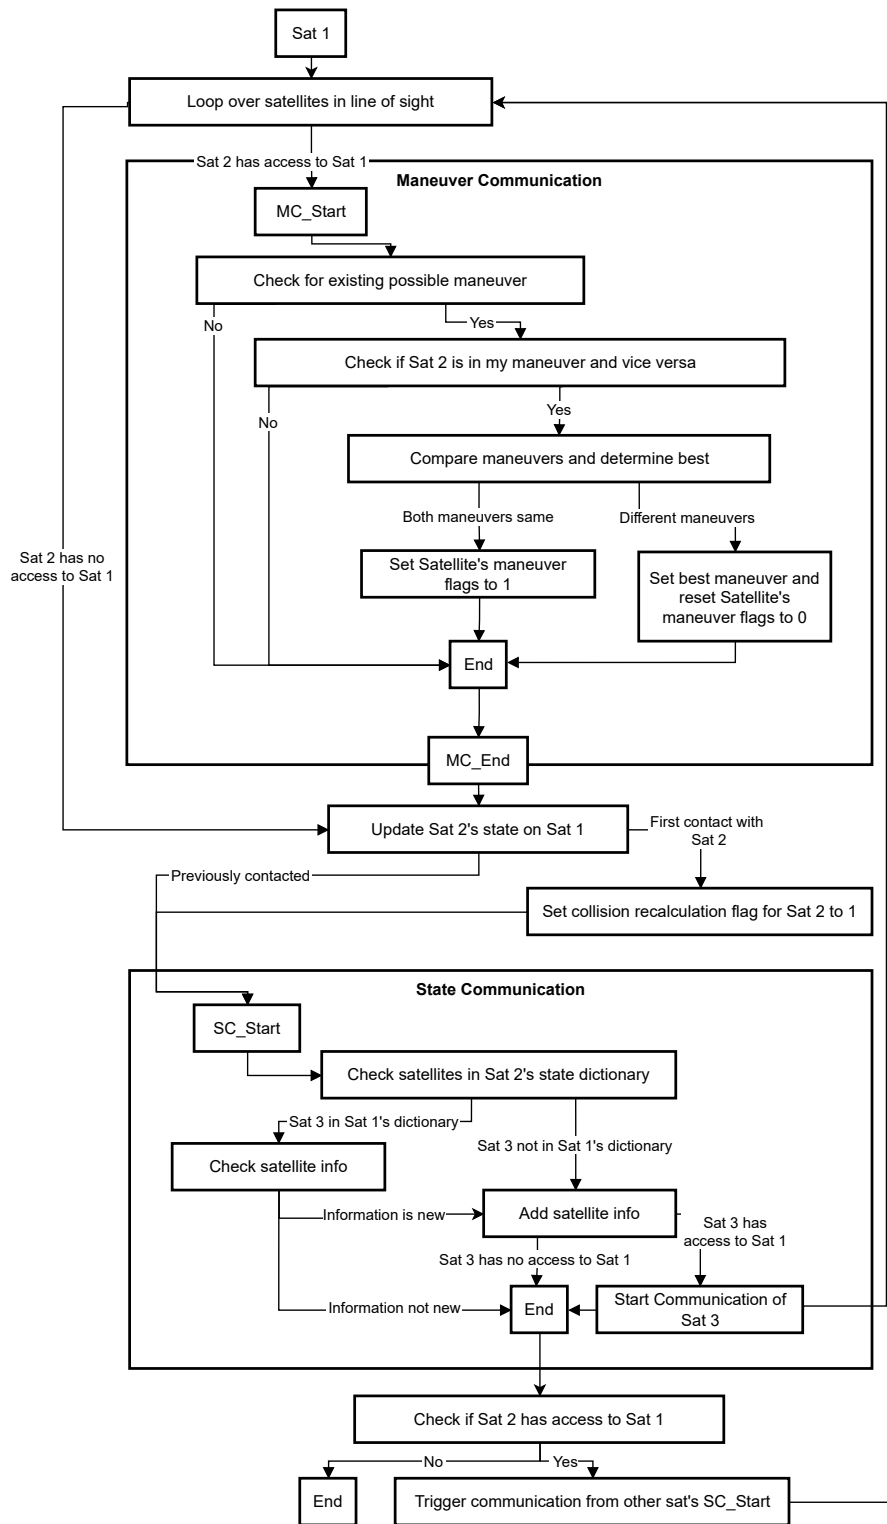 Sat 1
Loop over satellites in line of sight
Sat 2 has access to Sat 1
Maneuver Communication
MC_Start
Check for existing possible maneuver
No
Yes
Check if Sat 2 is in my maneuver and vice versa
No
Yes
Compare maneuvers and determine best
Both maneuvers same
Different maneuvers
Sat 2 has no
access to Sat 1
Set Satellite's maneuver
flags to 1
Set best maneuver and
reset Satellite's
maneuver flags to 0
End
MC_End
Update Sat 2's state on Sat 1
First contact with
Sat 2
Previously contacted
Set collision recalculation flag for Sat 2 to 1
State Communication
SC_Start
Check satellites in Sat 2's state dictionary
Sat 3 in Sat 1's dictionary
Sat 3 not in Sat 1's dictionary
Check satellite info
Information is new
Add satellite info
Sat 3 has
access to Sat 1
Sat 3 has no access to Sat 1
Information not new
End
Start Communication of
Sat 3
Check if Sat 2 has access to Sat 1
No
Yes
End
Trigger communication from other sat's SC_Start